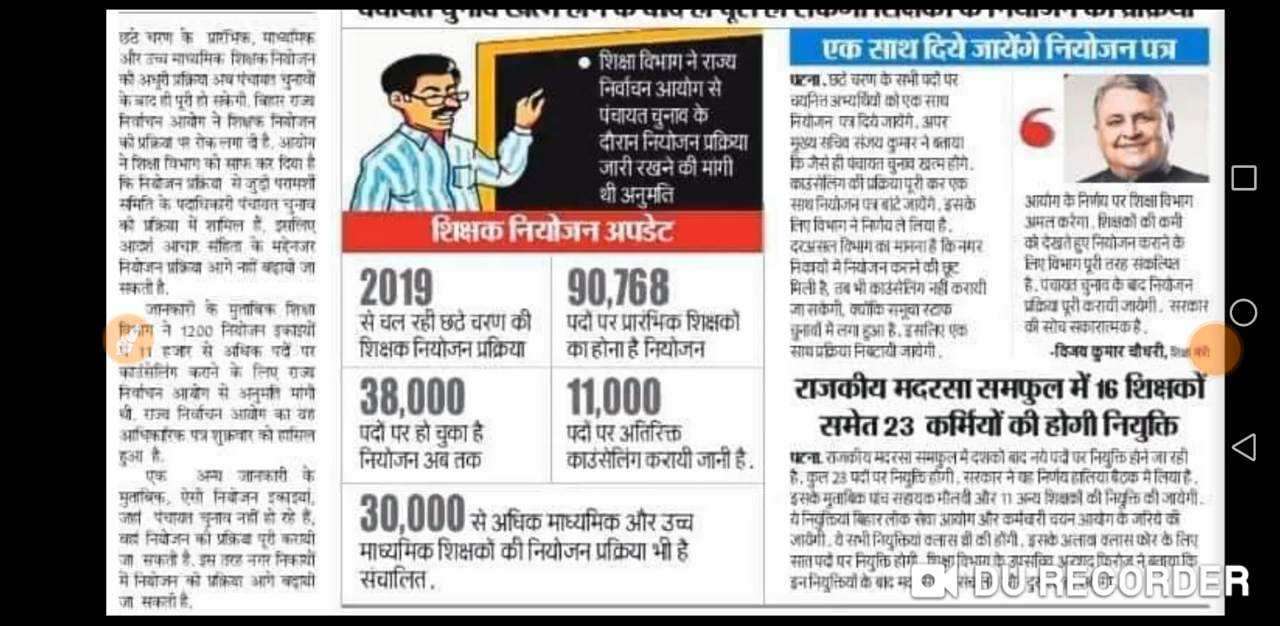 पंचायत चुनाव खत्म होने के बाद ही पूरी हो सकेगी शिक्षकों के नियोजन की प्रक्रिया
छठे चरण के प्रारंभिक, माध्यमिक
और उच्च माध्यमिक शिक्षक नियोजन
की अधूरी प्रक्रिया अब पंचायत चुनावों
के बाद ही पूरी हो सकेगी. बिहार राज्य
निर्वाचन आयोग ने शिक्षक नियोजन
की प्रक्रिया पर रोक लगा दी है. आयोग
ने शिक्षा विभाग को साफ कर दिया है
कि नियोजन प्रक्रिया से जुड़ी परामर्शी
समिति के पदाधिकारी पंचायत चुनाव
की प्रक्रिया में शामिल हैं, इसलिए
आदर्श आचार संहिता के मद्देनजर
नियोजन प्रक्रिया आगे नहीं बढ़ायी जा
सकती है.
जानकारी के मुताबिक शिक्षा
विभाग ने 1200 नियोजन इकाइयों
11 हजार से अधिक पदों पर
काउंसेलिंग कराने के लिए राज्य
निर्वाचन आयोग से अनुमति मांगी
थी. राज्य निर्वाचन आयोग का यह
आधिकारिक पत्र शुक्रवार को हासिल
हुआ है.
एक अन्य जानकारी के
मुताबिक, ऐसी नियोजन इकाइयां,
जहां पंचायत चुनाव नहीं हो रहे हैं,
वहां नियोजन की प्रक्रिया पूरी करायी
जा सकती है. इस तरह नगर निकायों
में नियोजन की प्रक्रिया आगे बढ़ायी
जा सकती है.
• शिक्षा विभाग ने राज्य
निर्वाचन आयोग से
पंचायत चुनाव के
दौरान नियोजन प्रक्रिया
जारी रखने की मांगी
थी अनुमति
शिक्षक नियोजन अपडेट
2019
से चल रही छठे चरण की
शिक्षक नियोजन प्रक्रिया
90,768
पदों पर प्रारंभिक शिक्षकों
का होना है नियोजन
38,000
पदों पर हो चुका है
नियोजन अब तक
11,000
पदों पर अतिरिक्त
काउंसेलिंग करायी जानी है.
30,000 से अधिक माध्यमिक और उच्च
माध्यमिक शिक्षकों की नियोजन प्रक्रिया भी है
संचालित.
एक साथ दिये जायेंगे नियोजन पत्र
पटना. छठे चरण के सभी पदों पर
चयनित अभ्यर्थियों को एक साथ
नियोजन पत्र दिये जायेंगे. अपर
मुख्य सचिव संजय कुमार ने बताया
कि जैसे ही पंचायत चुनाव खत्म होंगे.
काउंसेलिंग की प्रक्रिया पूरी कर एक
साथ नियोजन पत्र बांटे जायेंगे. इसके
लिए विभाग ने निर्णय ले लिया है.
दरअसल विभाग का मानना है कि नगर
निकायों में नियोजन कराने की छूट
मिली है, तब भी काउंसेलिंग नहीं करायी
जा सकेगी, क्योंकि समूचा स्टाफ
चुनावों में लगा हुआ है. इसलिए एक
साथ प्रक्रिया निबटायी जायेगी.
आयोग के निर्णय पर शिक्षा विभाग
अमल करेगा. शिक्षकों की कमी
को देखते हुए नियोजन कराने के
लिए विभाग पूरी तरह संकल्पित
है. पंचायत चुनाव के बाद नियोजन
प्रक्रिया पूरी करायी जायेगी. सरकार
की सोच सकारात्मक है.
-विजय कुमार चौधरी, शिक्षा मंत्री
राजकीय मदरसा समफुल में 16 शिक्षकों
समेत 23 कर्मियों की होगी नियुक्ति
पटना. राजकीय मदरसा समफुल में दशकों बाद नये पदों पर नियुक्ति होने जा रही
है. कुल 23 पदों पर नियुक्ति होगी. सरकार ने यह निर्णय हालिया बैठक में लिया है.
इसके मुताबिक पांच सहायक मौलवी और 11 अन्य शिक्षकों की नियुक्ति की जायेगी.
ये नियुक्तियां बिहार लोक सेवा आयोग और कर्मचारी चयन आयोग के जरिये की
जायेंगी. ये सभी नियुक्तियां क्लास थ्री की होंगी. इसके अलावा क्लास फोर के लिए
सात पदों पर नियुक्ति होगी. शिक्षा विभाग के उपसचिव अरशद फिरोज ने बताया कि
इन नियुक्तियों के बाद
DU RECORDER